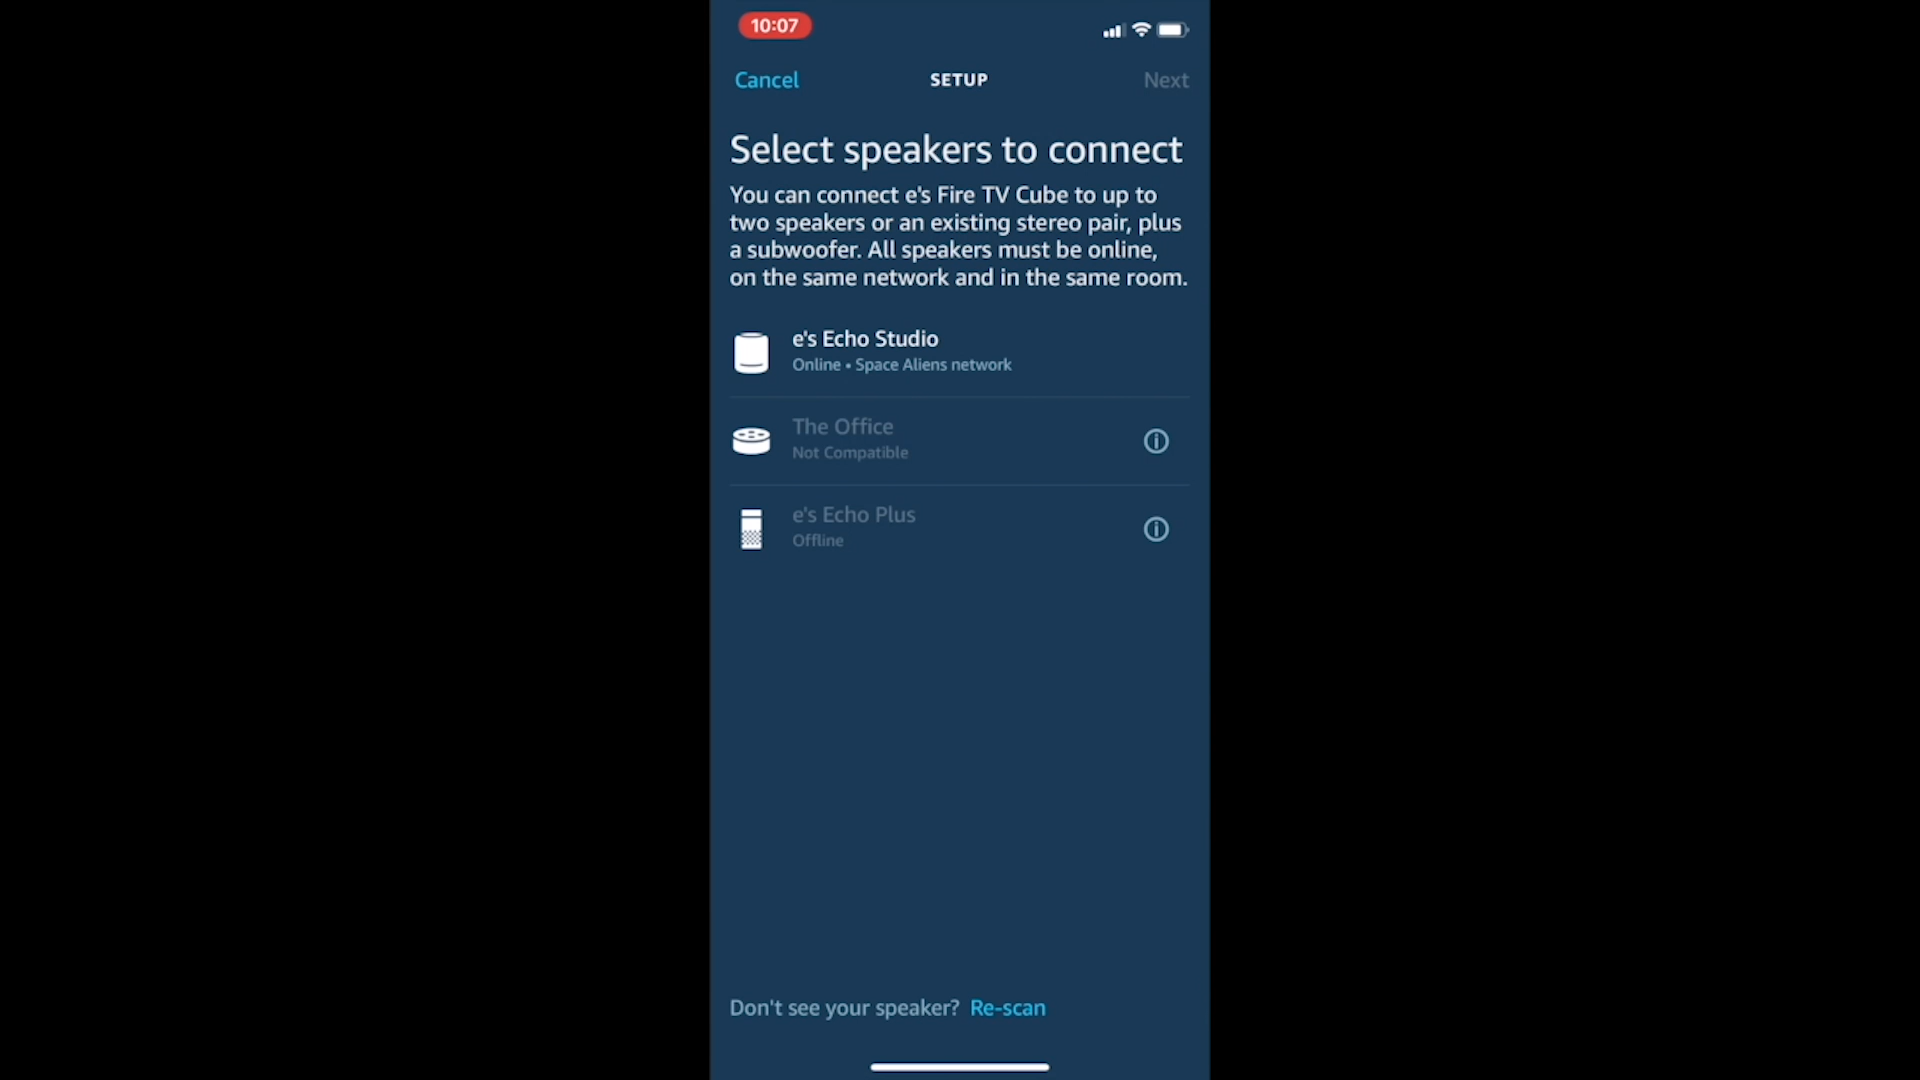 10:07
Cancel
SETUP
Next
Select speakers to connect
You can connect e's Fire TV Cube to up to
two speakers or an existing stereo pair, plus
a subwoofer. All speakers must be online,
on the same network and in the same room.
e's Echo Studio
Online • Space Aliens network
The Office
Not Compatible
e's Echo Plus
Offline
Don't see your speaker? Re-scan